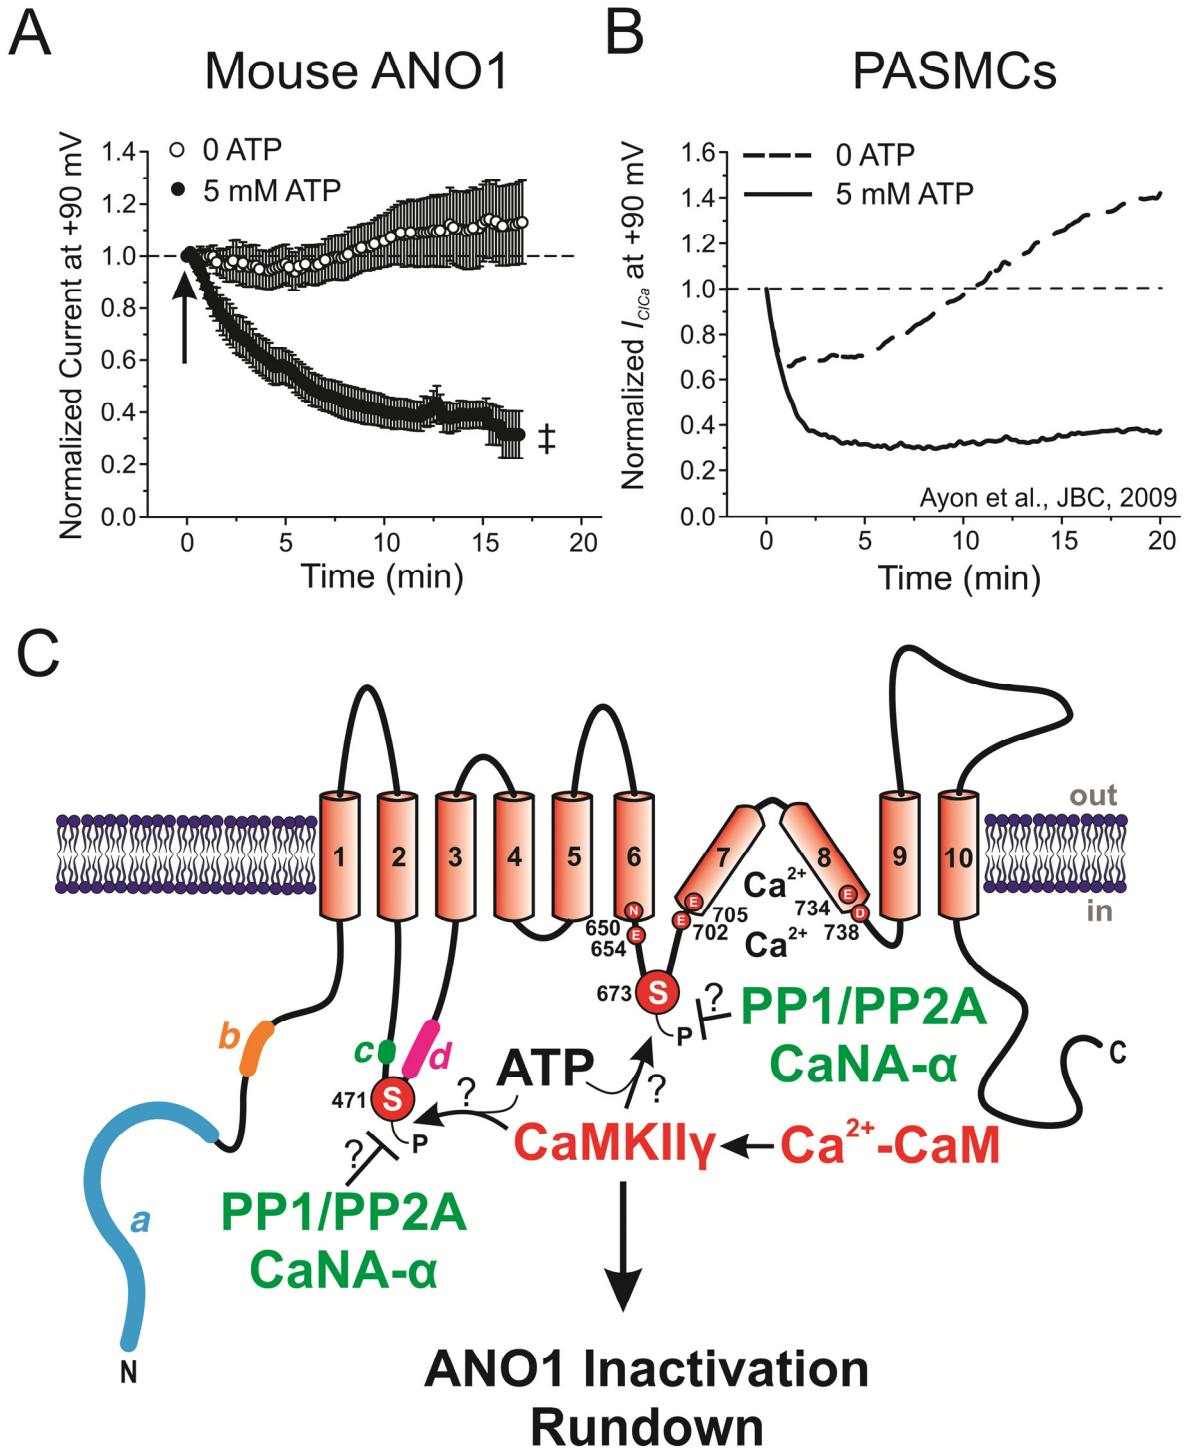 A
Mouse ANO1
Normalized Current at +90 mV
0 ATP
5 mM ATP
1.4
1.2
1.0
0.8
0.6
0.4
0.2
0.0
‡
0 5 10 15 20
Time (min)
B
PASMCs
Normalized I_ClCa at +90 mV
0 ATP
5 mM ATP
1.6
1.4
1.2
1.0
0.8
0.6
0.4
0.2
0.0
Ayon et al., JBC, 2009
0 5 10 15 20
Time (min)
C
out
in
1 2 3 4 5 6 7 8 9 10
N
650
E
654
E
705
E
702
Ca²⁺
Ca²⁺
E
734
D
738
673
S
P
?
PP1/PP2A
CaNA-α
C
b
c
d
471
S
P
?
ATP
?
?
CaMKIIγ
Ca²⁺-CaM
PP1/PP2A
CaNA-α
a
N
ANO1 Inactivation
Rundown